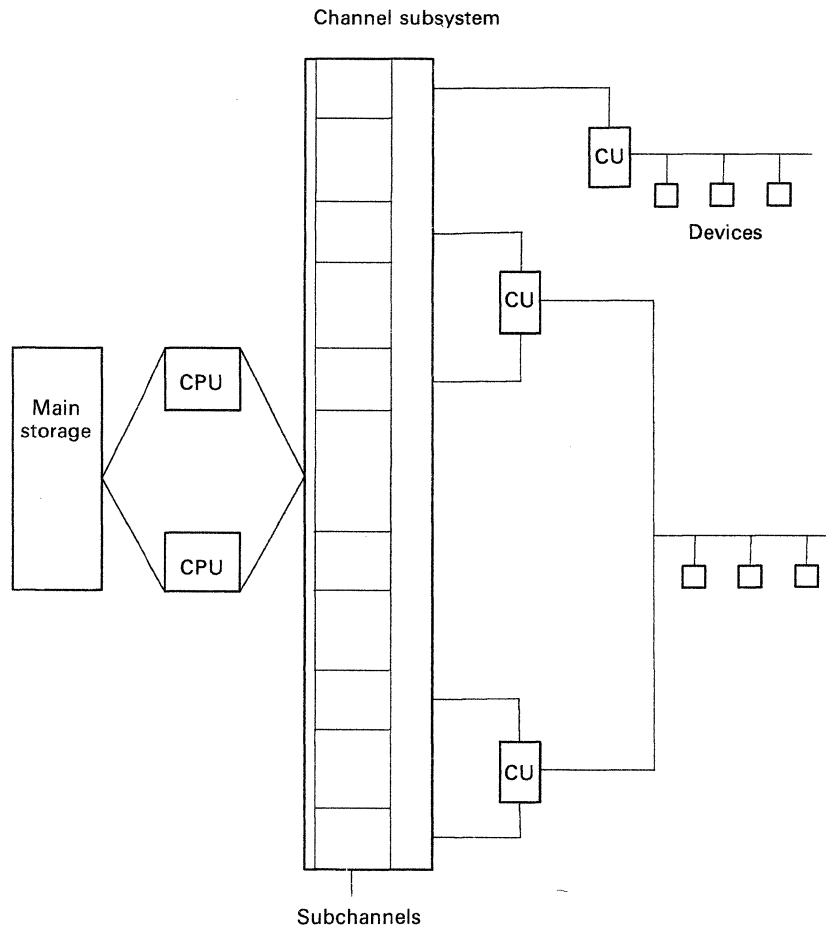 Channel subsystem
CU
Devices
CU
CPU
Main
storage
CPU
CU
Subchannels